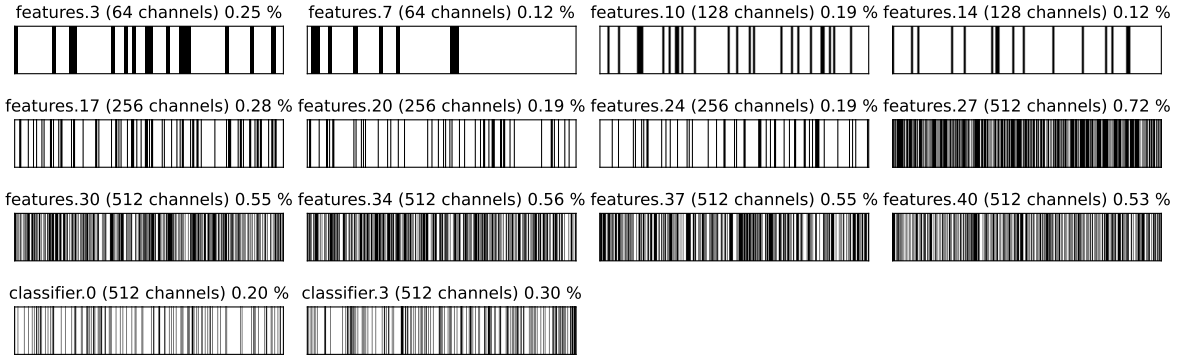 features.3 (64 channels) 0.25 %
features.7 (64 channels) 0.12 %
features.10 (128 channels) 0.19 %
features.14 (128 channels) 0.12 %
features.17 (256 channels) 0.28 %
features.20 (256 channels) 0.19 %
features.24 (256 channels) 0.19 %
features.27 (512 channels) 0.72 %
features.30 (512 channels) 0.55 %
features.34 (512 channels) 0.56 %
features.37 (512 channels) 0.55 %
features.40 (512 channels) 0.53 %
classifier.0 (512 channels) 0.20 %
classifier.3 (512 channels) 0.30 %